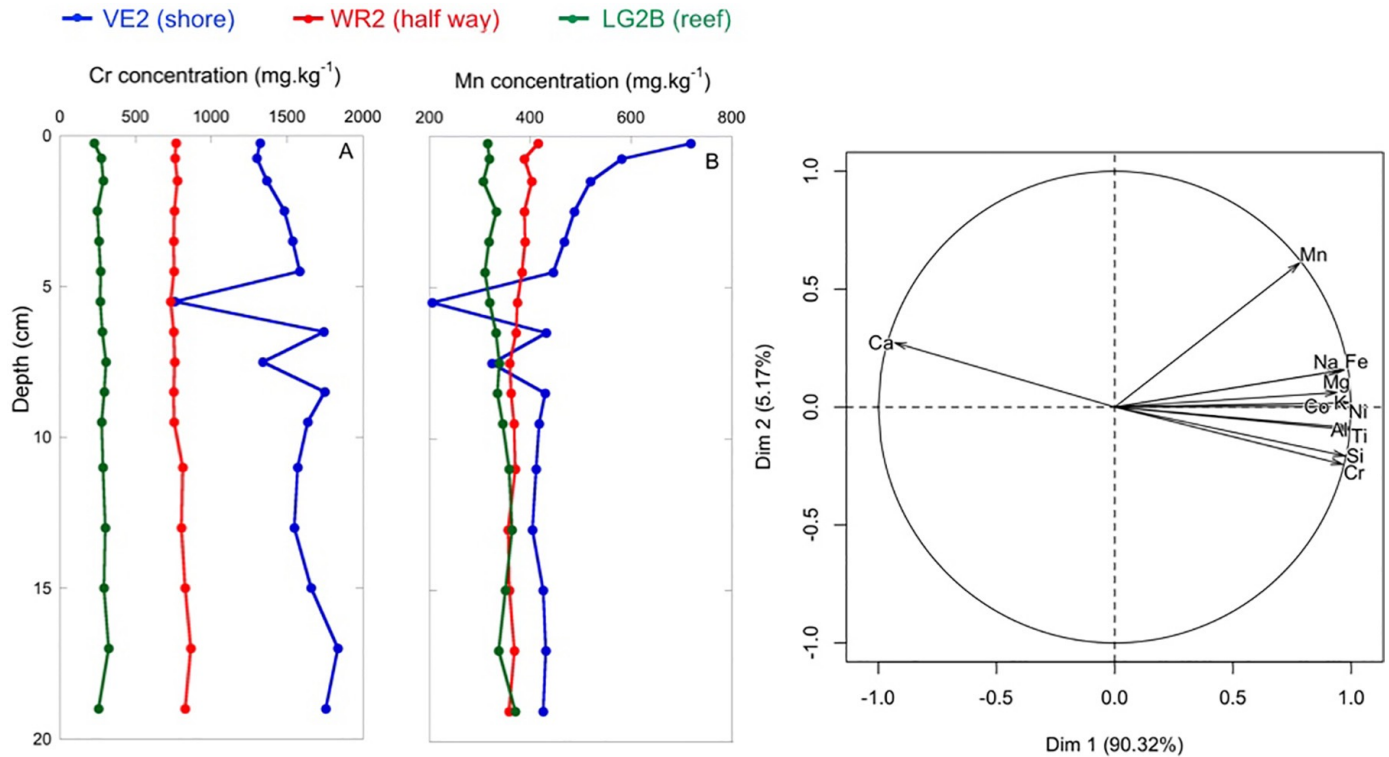 VE2 (shore) WR2 (half way) LG2B (reef)
Cr concentration (mg.kg-1) Mn concentration (mg.kg-1)
0 500 1000 1500 2000 200 400 600 800
0
A
B
5
10
15
20
Depth (cm)
1.0
0.5
0.0
-0.5
-1.0
Dim 2 (5.17%)
Mn
Ca
Na Fe
Mg
Co K Ni
Al Ti
Si
Cr
-1.0 -0.5 0.0 0.5 1.0
Dim 1 (90.32%)